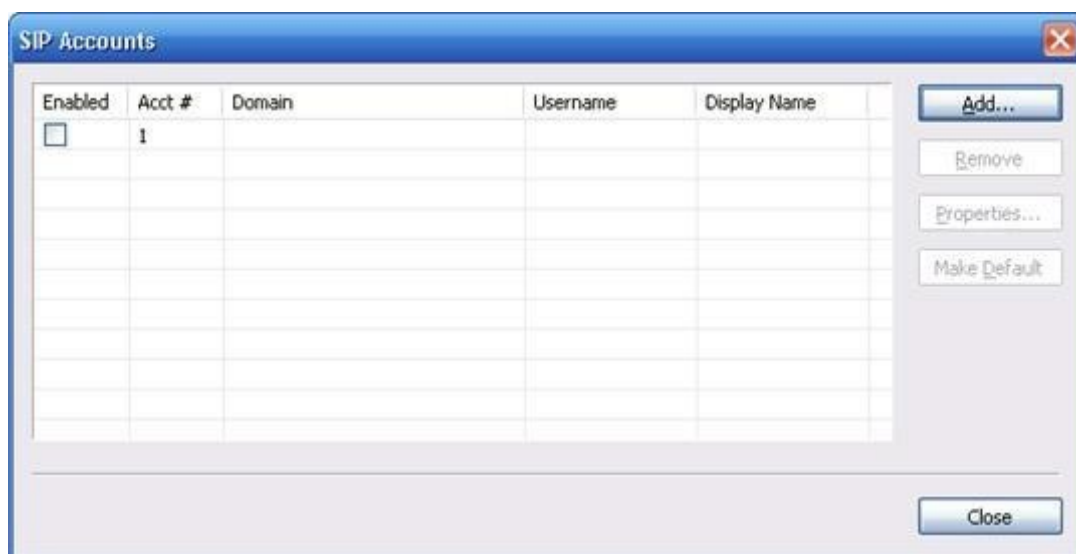 SIP Accounts
Enabled Acct # Domain Username Display Name
1
Add...
Remove
Properties...
Make Default
Close